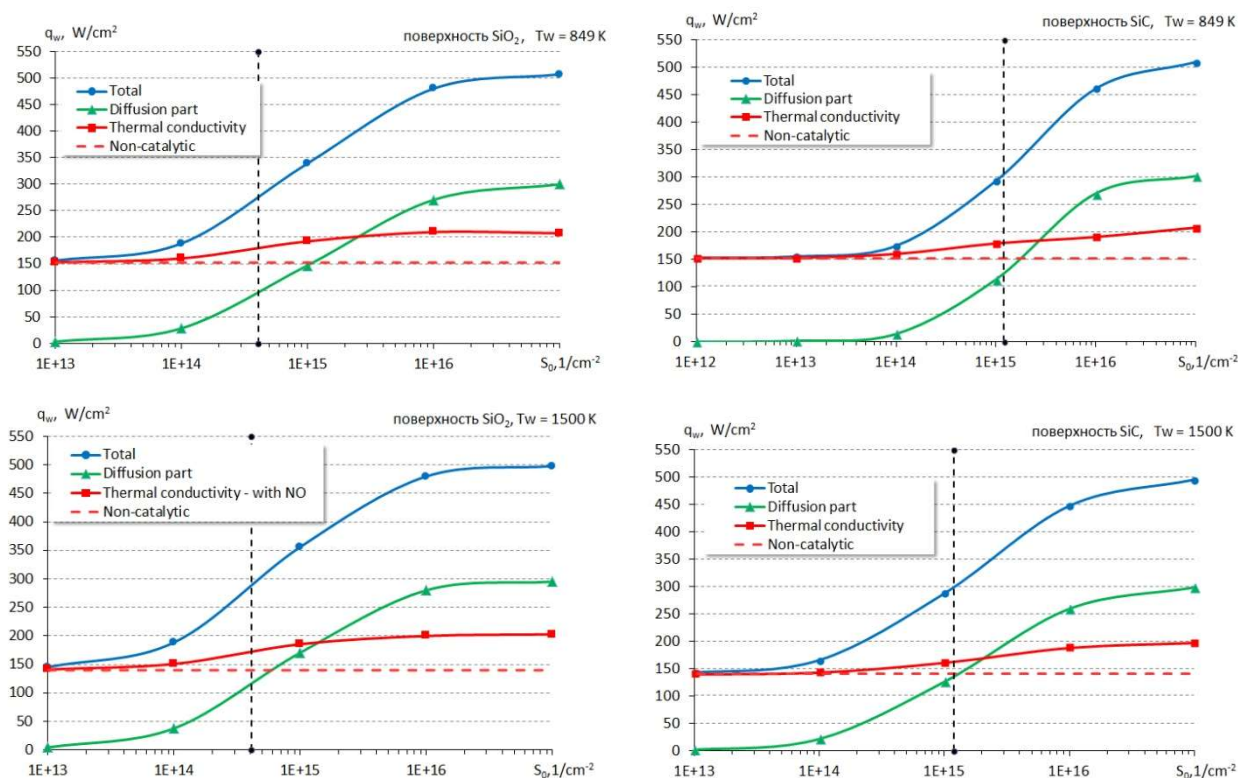 q_w, W/cm²
поверхность SiO₂, Tw = 849 K
550
500
450
400
350
300
250
200
150
100
50
0
Total
Diffusion part
Thermal conductivity
Non-catalytic
1E+13 1E+14 1E+15 1E+16 S₀,1/cm⁻²
q_w, W/cm²
поверхность SiC, Tw = 849 K
550
500
450
400
350
300
250
200
150
100
50
0
Total
Diffusion part
Thermal conductivity
Non-catalytic
1E+12 1E+13 1E+14 1E+15 1E+16 S₀,1/cm⁻²
q_w, W/cm²
поверхность SiO₂, Tw = 1500 K
550
500
450
400
350
300
250
200
150
100
50
0
Total
Diffusion part
Thermal conductivity - with NO
Non-catalytic
1E+13 1E+14 1E+15 1E+16 S₀,1/cm⁻²
q_w, W/cm²
поверхность SiC, Tw = 1500 K
550
500
450
400
350
300
250
200
150
100
50
0
Total
Diffusion part
Thermal conductivity
Non-catalytic
1E+13 1E+14 1E+15 1E+16 S₀,1/cm⁻²